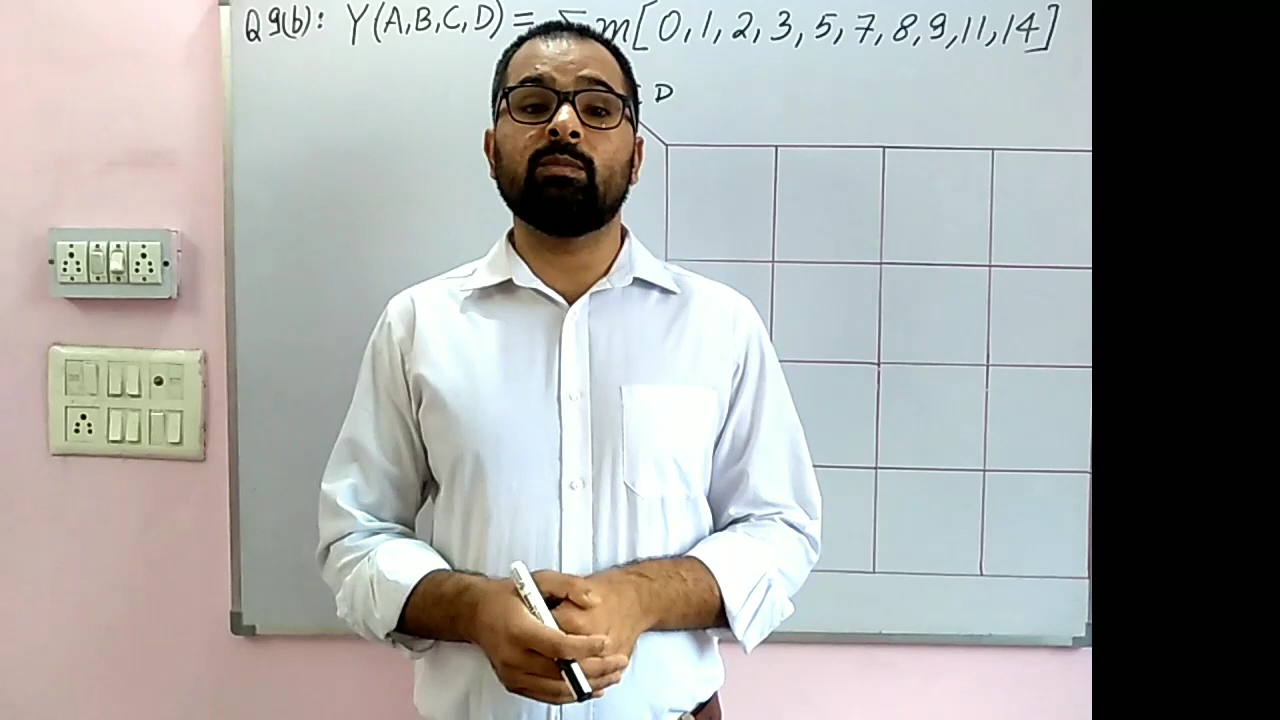 Q9(b): Y(A,B,C,D) = Σm[0,1,2,3,5,7,8,9,11,14]
D